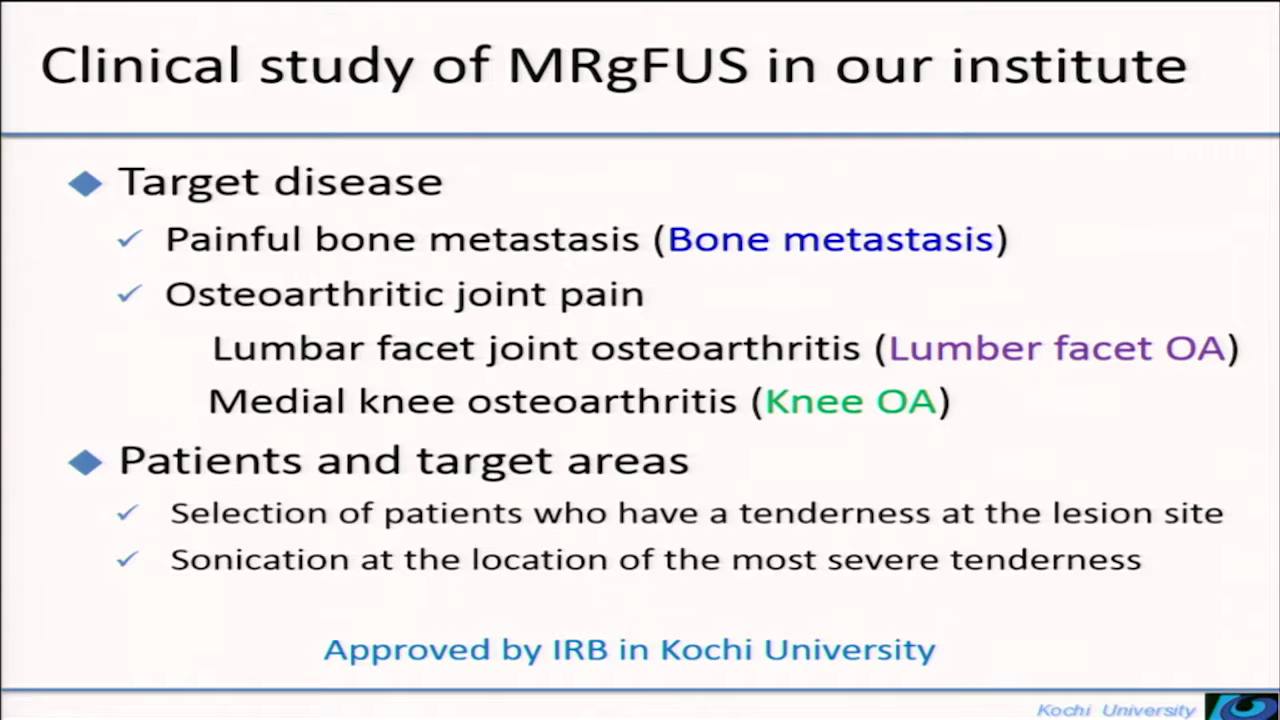 Clinical study of MRgFUS in our institute
Target disease
Painful bone metastasis (Bone metastasis)
Osteoarthritic joint pain
Lumbar facet joint osteoarthritis (Lumber facet OA)
Medial knee osteoarthritis (Knee OA)
Patients and target areas
Selection of patients who have a tenderness at the lesion site
Sonication at the location of the most severe tenderness
Approved by IRB in Kochi University
Kochi University